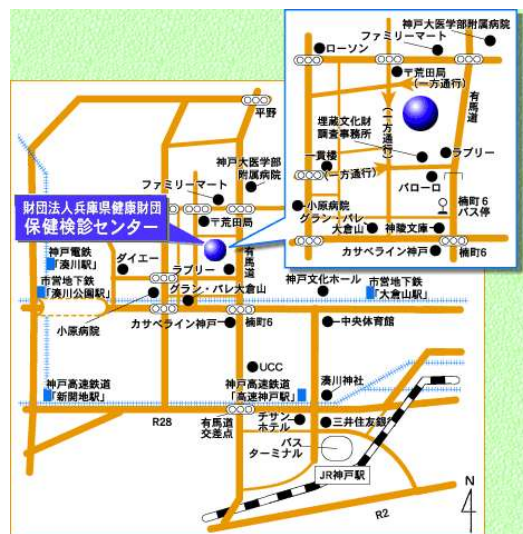 神戸大医学部附属病院
ファミリーマート
ローソン
〒荒田局
(一方通行)
有馬道
(一方通行)
埋蔵文化財
調査事務所
ラブリー
一貫楼
(一方通行)
バローロ
小原病院
グラン・パレ
大倉山
神陵文庫
楠町6
バス停
カサベライン神戸
楠町6
平野
神戸大医学部
附属病院
ファミリーマート
〒荒田局
財団法人兵庫県健康財団
保健検診センター
神戸電鉄
「湊川駅」
ダイエー
ラブリー
有馬道
市営地下鉄
「湊川公園駅」
グラン・パレ大倉山
神戸文化ホール
市営地下鉄
「大倉山駅」
小原病院
カサベライン神戸
楠町6
中央体育館
UCC
神戸高速鉄道
「新開地駅」
神戸高速鉄道
「高速神戸駅」
湊川神社
R28
有馬道
交差点
チサン
ホテル
三井住友銀行
バス
ターミナル
JR神戸駅
N
R2